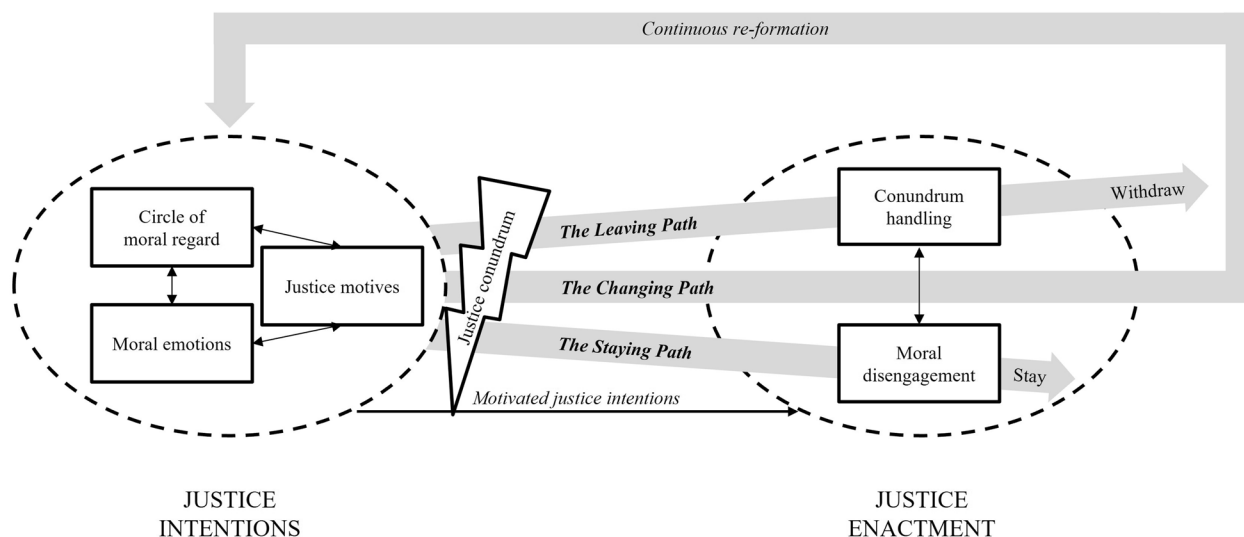 Continuous re-formation
Circle of
moral regard
Justice motives
Moral emotions
Justice conundrum
The Leaving Path
The Changing Path
The Staying Path
Motivated justice intentions
Conundrum
handling
Withdraw
Moral
disengagement
Stay
JUSTICE
INTENTIONS
JUSTICE
ENACTMENT